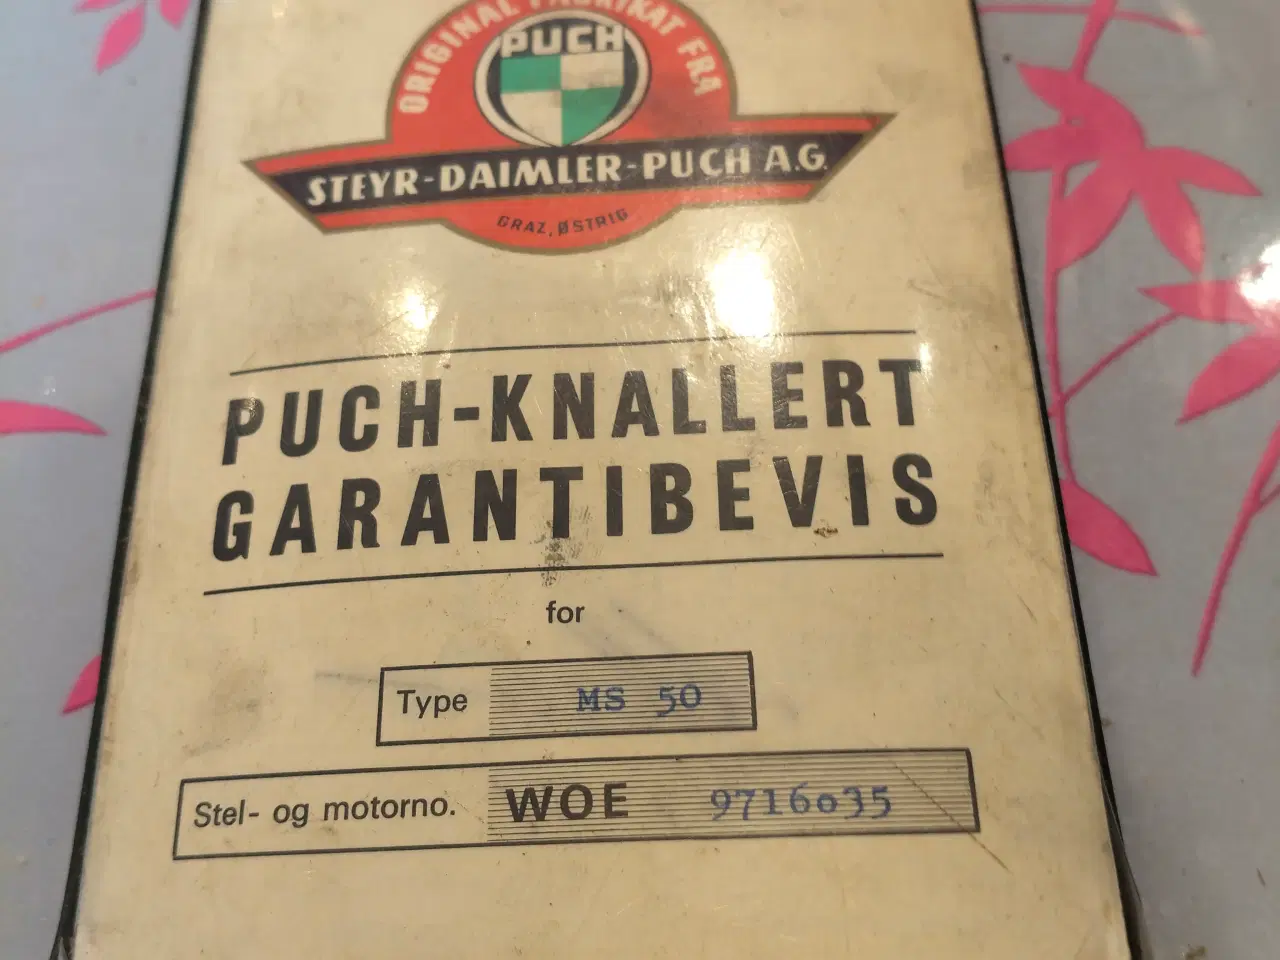 ORIGINAL FABRIKAT FRA
PUCH
STEYR-DAIMLER-PUCH A.G.
GRAZ, ØSTRIG
PUCH-KNALLERT
GARANTIBEVIS
for
Type MS 50
Stel- og motorno. WOE 9716035